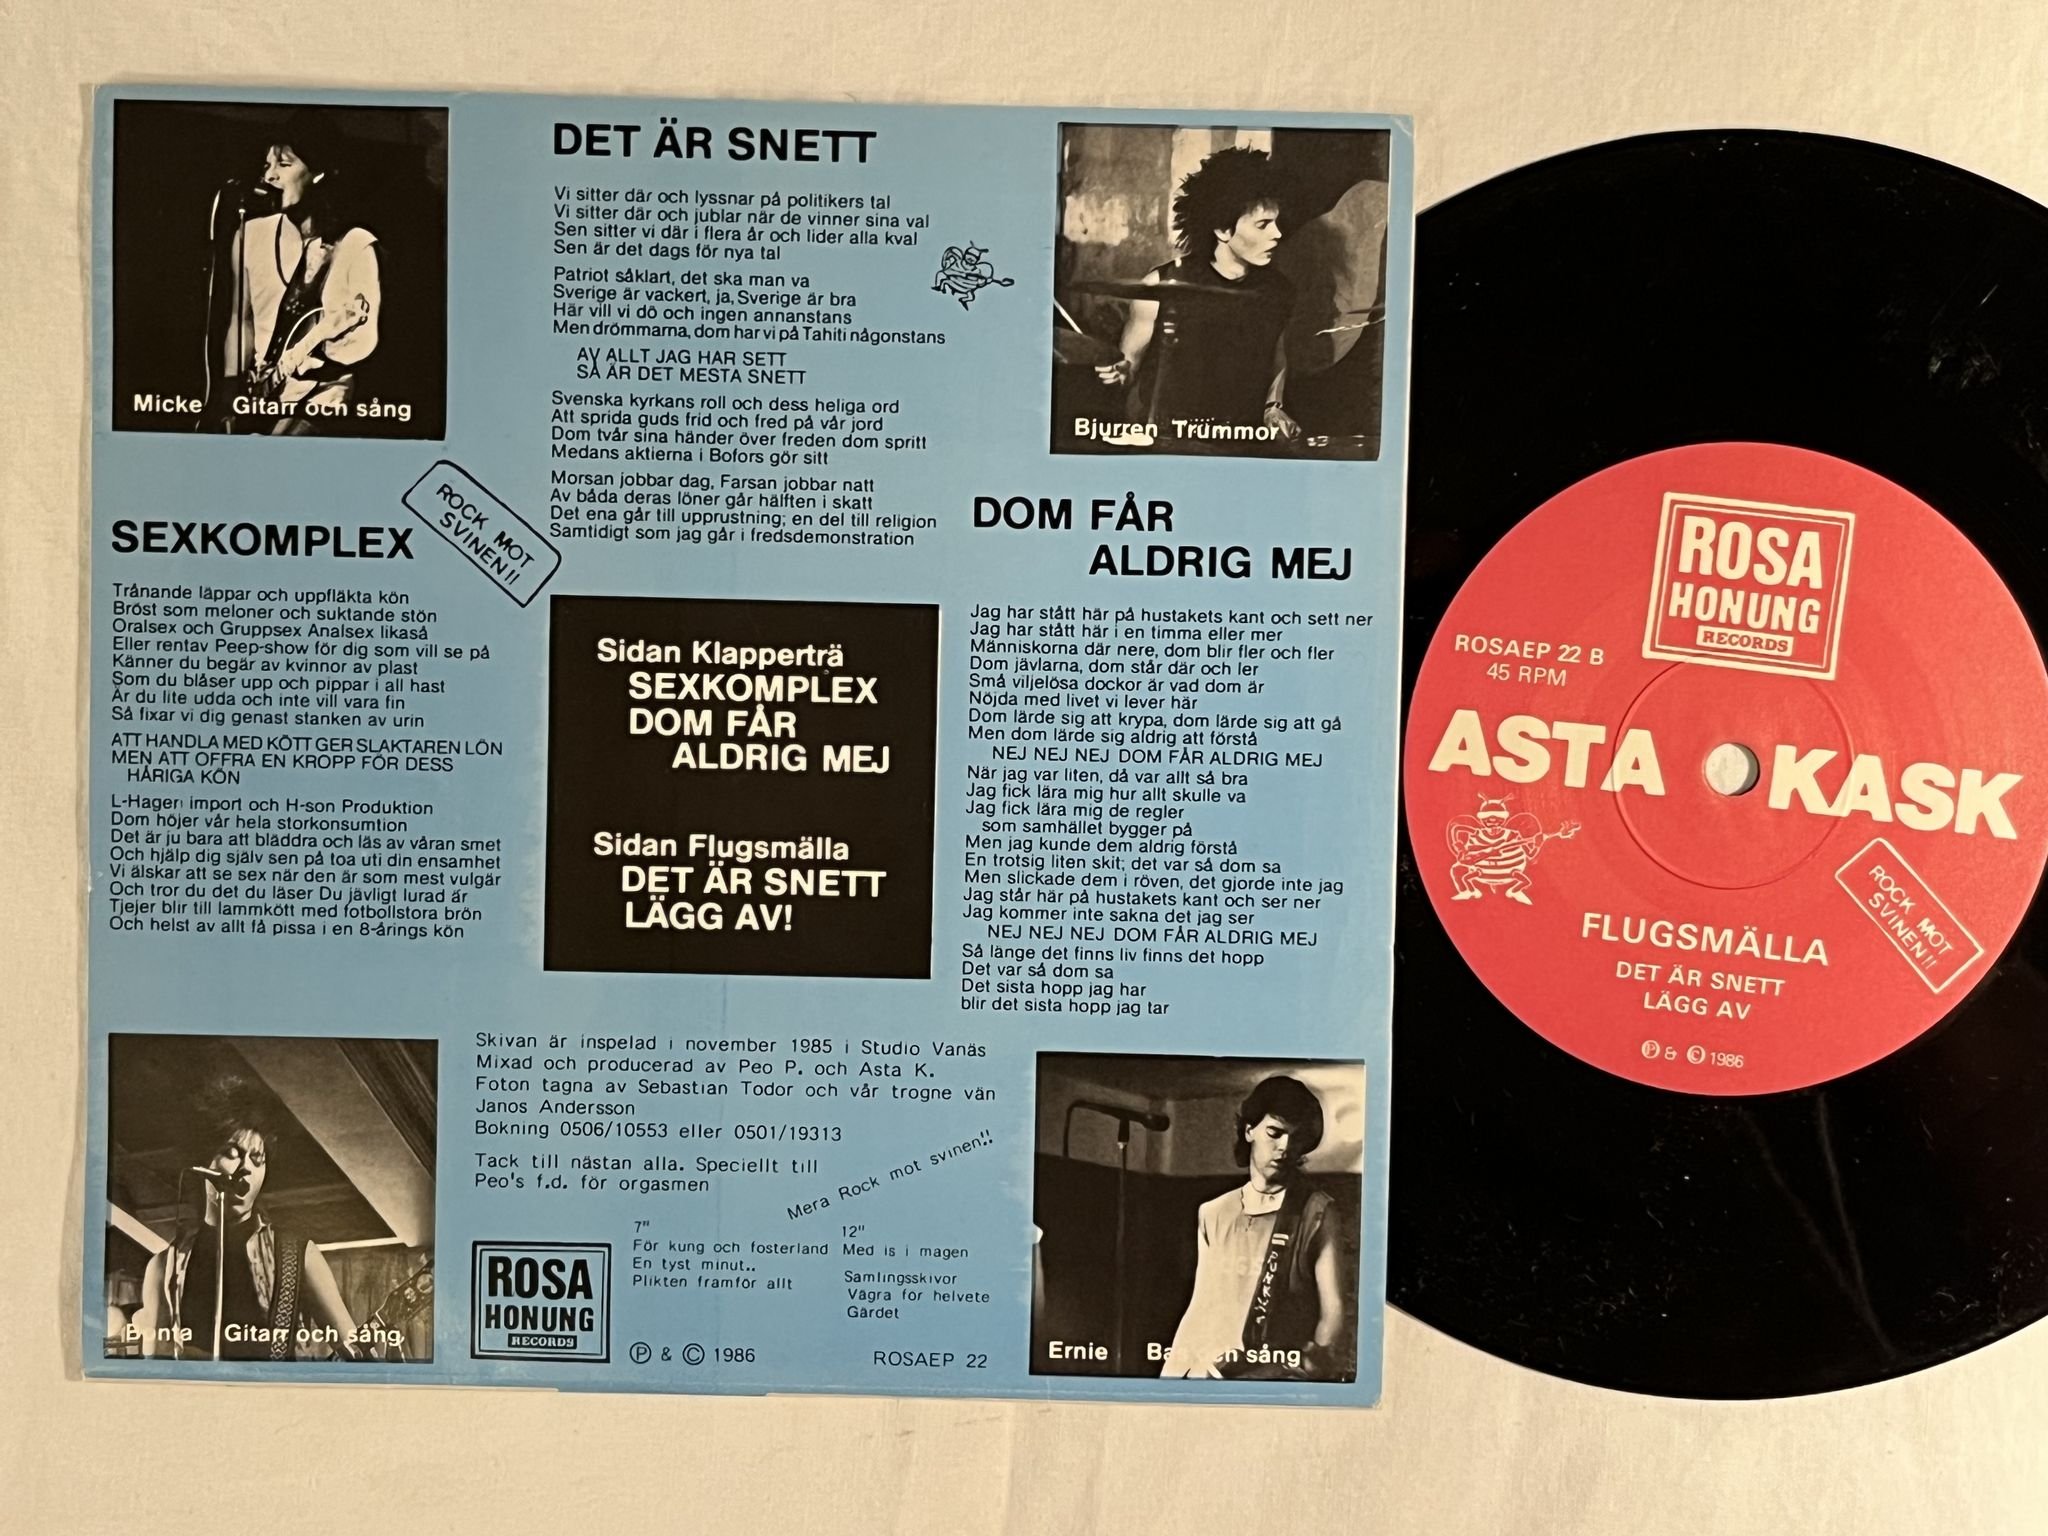 Micke Gitarr och sång
DET ÄR SNETT
Vi sitter där och lyssnar på politikers tal
Vi sitter där och jublar när de vinner sina val
Sen sitter vi där i flera år och lider alla kval
Sen är det dags för nya tal
Patriot såklart, det ska man va
Sverige är vackert, ja, Sverige är bra
Här vill vi dö och ingen annanstans
Men drömmarna, dom har vi på Tahiti någonstans
AV ALLT JAG HAR SETT
SÅ ÄR DET MESTA SNETT
Svenska kyrkans roll och dess heliga ord
Att sprida guds frid och fred på vår jord
Dom tvår sina händer över freden dom spritt
Medans aktierna i Bofors gör sitt
Morsan jobbar dag, Farsan jobbar natt
Av båda deras löner går hälften i skatt
Det ena går till upprustning; en del till religion
Samtidigt som jag går i fredsdemonstration
Bjurren Trümmor
ROCK MOT
SVINEN!!
SEXKOMPLEX
Trånande läppar och uppfläkta kön
Bröst som meloner och suktande stön
Oralsex och Gruppsex Analsex likaså
Eller rentav Peep-show för dig som vill se på
Känner du begär av kvinnor av plast
Som du blåser upp och pippar i all hast
Är du lite udda och inte vill vara fin
Så fixar vi dig genast stanken av urin
ATT HANDLA MED KÖTT GER SLAKTAREN LÖN
MEN ATT OFFRA EN KROPP FÖR DESS
HÅRIGA KÖN
L-Hagen import och H-son Produktion
Dom höjer vår hela storkonsumtion
Det är ju bara att bläddra och läs av våran smet
Och hjälp dig själv sen på toa uti din ensamhet
Vi älskar att se sex när den är som mest vulgär
Och tror du det du läser Du jävligt lurad är
Tjejer blir till lammkött med fotbollstora brön
Och helst av allt få pissa i en 8-årings kön
Sidan Klapperträ
SEXKOMPLEX
DOM FÅR
ALDRIG MEJ
Sidan Flugsmälla
DET ÄR SNETT
LÄGG AV!
DOM FÅR
ALDRIG MEJ
Jag har stått här på hustakets kant och sett ner
Jag har stått här i en timma eller mer
Människorna där nere, dom blir fler och fler
Dom jävlarna, dom står där och ler
Små viljelösa dockor är vad dom är
Nöjda med livet vi lever här
Dom lärde sig att krypa, dom lärde sig att gå
Men dom lärde sig aldrig att förstå
NEJ NEJ NEJ DOM FÅR ALDRIG MEJ
När jag var liten, då var allt så bra
Jag fick lära mig hur allt skulle va
Jag fick lära mig de regler
som samhället bygger på
Men jag kunde dem aldrig förstå
En trotsig liten skit; det var så dom sa
Men slickade dem i röven, det gjorde inte jag
Jag står här på hustakets kant och ser ner
Jag kommer inte sakna det jag ser
NEJ NEJ NEJ DOM FÅR ALDRIG MEJ
Så länge det finns liv finns det hopp
Det var så dom sa
Det sista hopp jag har
blir det sista hopp jag tar
Bonta Gitarr och sång
Skivan är inspelad i november 1985 i Studio Vanäs
Mixad och producerad av Peo P. och Asta K.
Foton tagna av Sebastian Todor och vår trogne vän
Janos Andersson
Bokning 0506/10553 eller 0501/19313
Tack till nästan alla. Speciellt till
Peo's f.d. för orgasmen
Mera Rock mot svinen!!
ROSA
HONUNG
RECORDS
7"
För kung och fosterland
En tyst minut..
Plikten framför allt
12"
Med is i magen
Samlingsskivor
Vägra för helvete
Gärdet
Ⓟ & © 1986
ROSAEP 22
Ernie Bas och sång
ROSA
HONUNG
RECORDS
ROSAEP 22 B
45 RPM
ASTA KASK
ROCK MOT
SVINEN!!
FLUGSMÄLLA
DET ÄR SNETT
LÄGG AV
Ⓟ & © 1986